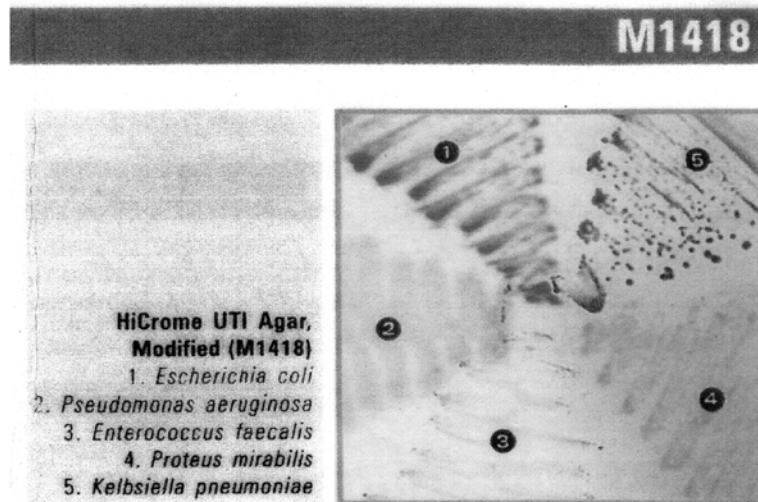 M1418
HiCrome UTI Agar,
Modified (M1418)
1. Escherichia coli
2. Pseudomonas aeruginosa
3. Enterococcus faecalis
4. Proteus mirabilis
5. Kelbsiella pneumoniae
1
5
2
4
3